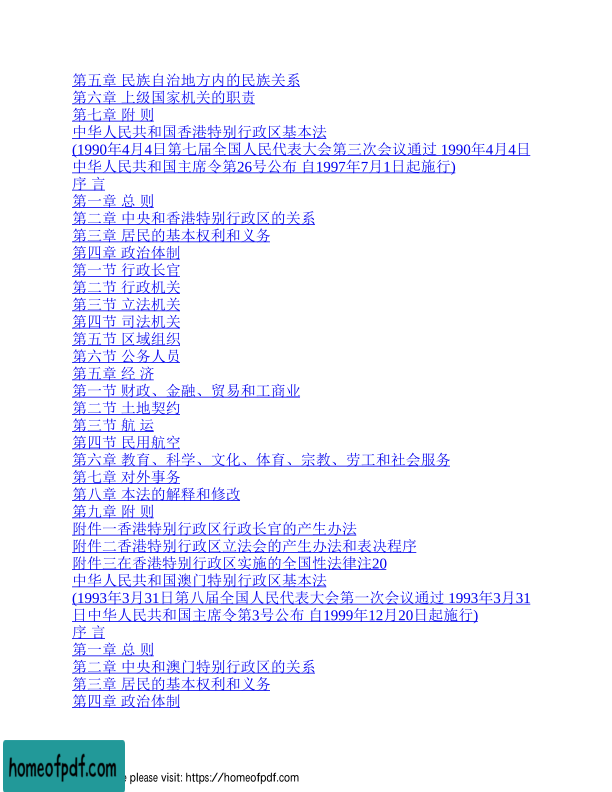 第五章 民族自治地方内的民族关系
第六章 上级国家机关的职责
第七章 附 则
中华人民共和国香港特别行政区基本法
(1990年4月4日第七届全国人民代表大会第三次会议通过 1990年4月4日
中华人民共和国主席令第26号公布 自1997年7月1日起施行)
序 言
第一章 总 则
第二章 中央和香港特别行政区的关系
第三章 居民的基本权利和义务
第四章 政治体制
第一节 行政长官
第二节 行政机关
第三节 立法机关
第四节 司法机关
第五节 区域组织
第六节 公务人员
第五章 经 济
第一节 财政、金融、贸易和工商业
第二节 土地契约
第三节 航 运
第四节 民用航空
第六章 教育、科学、文化、体育、宗教、劳工和社会服务
第七章 对外事务
第八章 本法的解释和修改
第九章 附 则
附件一香港特别行政区行政长官的产生办法
附件二香港特别行政区立法会的产生办法和表决程序
附件三在香港特别行政区实施的全国性法律注20
中华人民共和国澳门特别行政区基本法
(1993年3月31日第八届全国人民代表大会第一次会议通过 1993年3月31
日中华人民共和国主席令第3号公布 自1999年12月20日起施行)
序 言
第一章 总 则
第二章 中央和澳门特别行政区的关系
第三章 居民的基本权利和义务
第四章 政治体制
homeofpdf.com
e please visit: https://homeofpdf.com